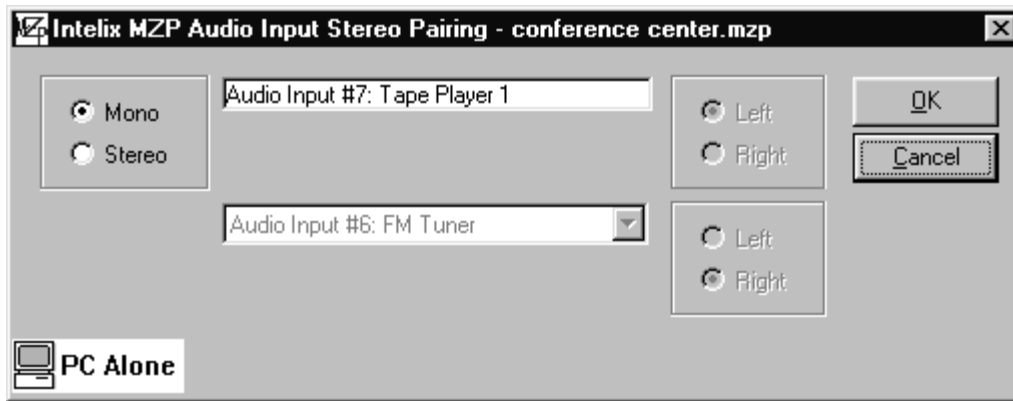 Intelix MZP Audio Input Stereo Pairing - conference center.mzp
Mono
Stereo
Audio Input #7: Tape Player 1
Left
Right
OK
Cancel
Audio Input #6: FM Tuner
Left
Right
PC Alone